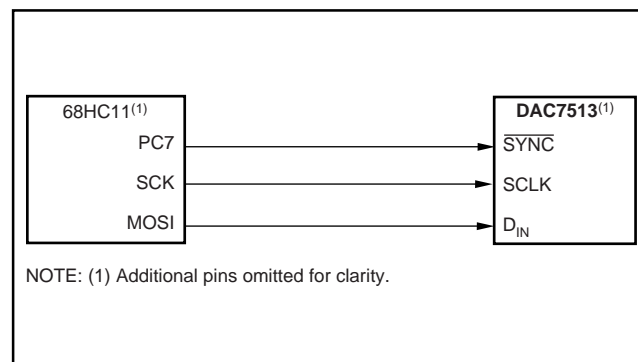 68HC11(1)
PC7
SCK
MOSI
DAC7513(1)
SYNC
SCLK
DIN
NOTE: (1) Additional pins omitted for clarity.